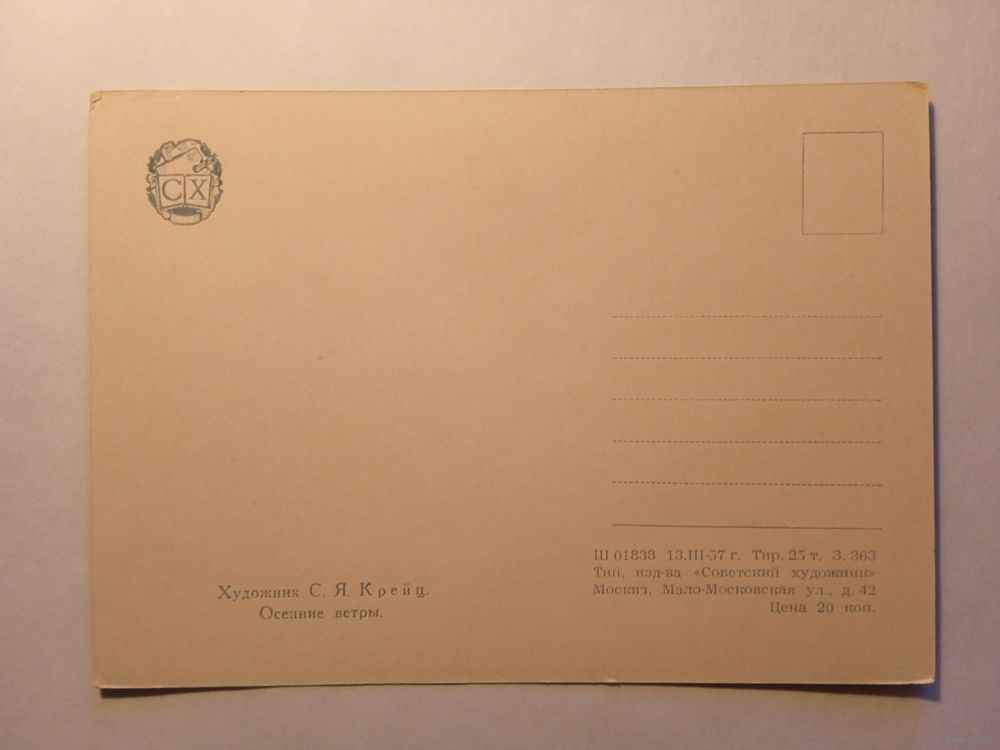 СХ
Художник С. Я. Крейц.
Осенние ветры.
Ш 01838 13.III-57 г. Тир. 25 т. З. 363
Тип. изд-ва «Советский художник»
Москва, Мало-Московская ул., д. 42
Цена 20 коп.